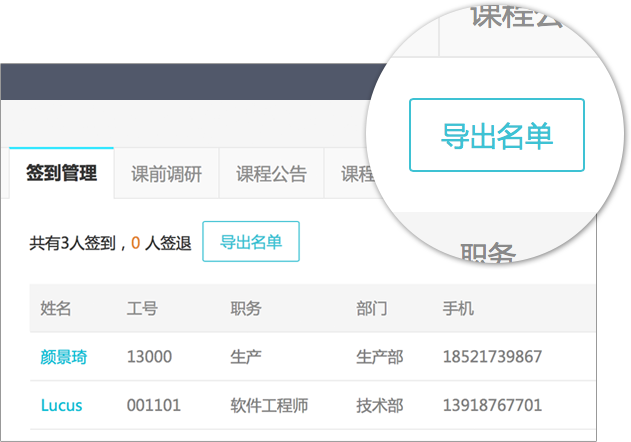 签到管理 课前调研 课程公告 课程
共有3人签到，0 人签退 导出名单
姓名 工号 职务 部门 手机
颜景琦 13000 生产 生产部 18521739867
Lucus 001101 软件工程师 技术部 13918767701
课程公
导出名单
职务